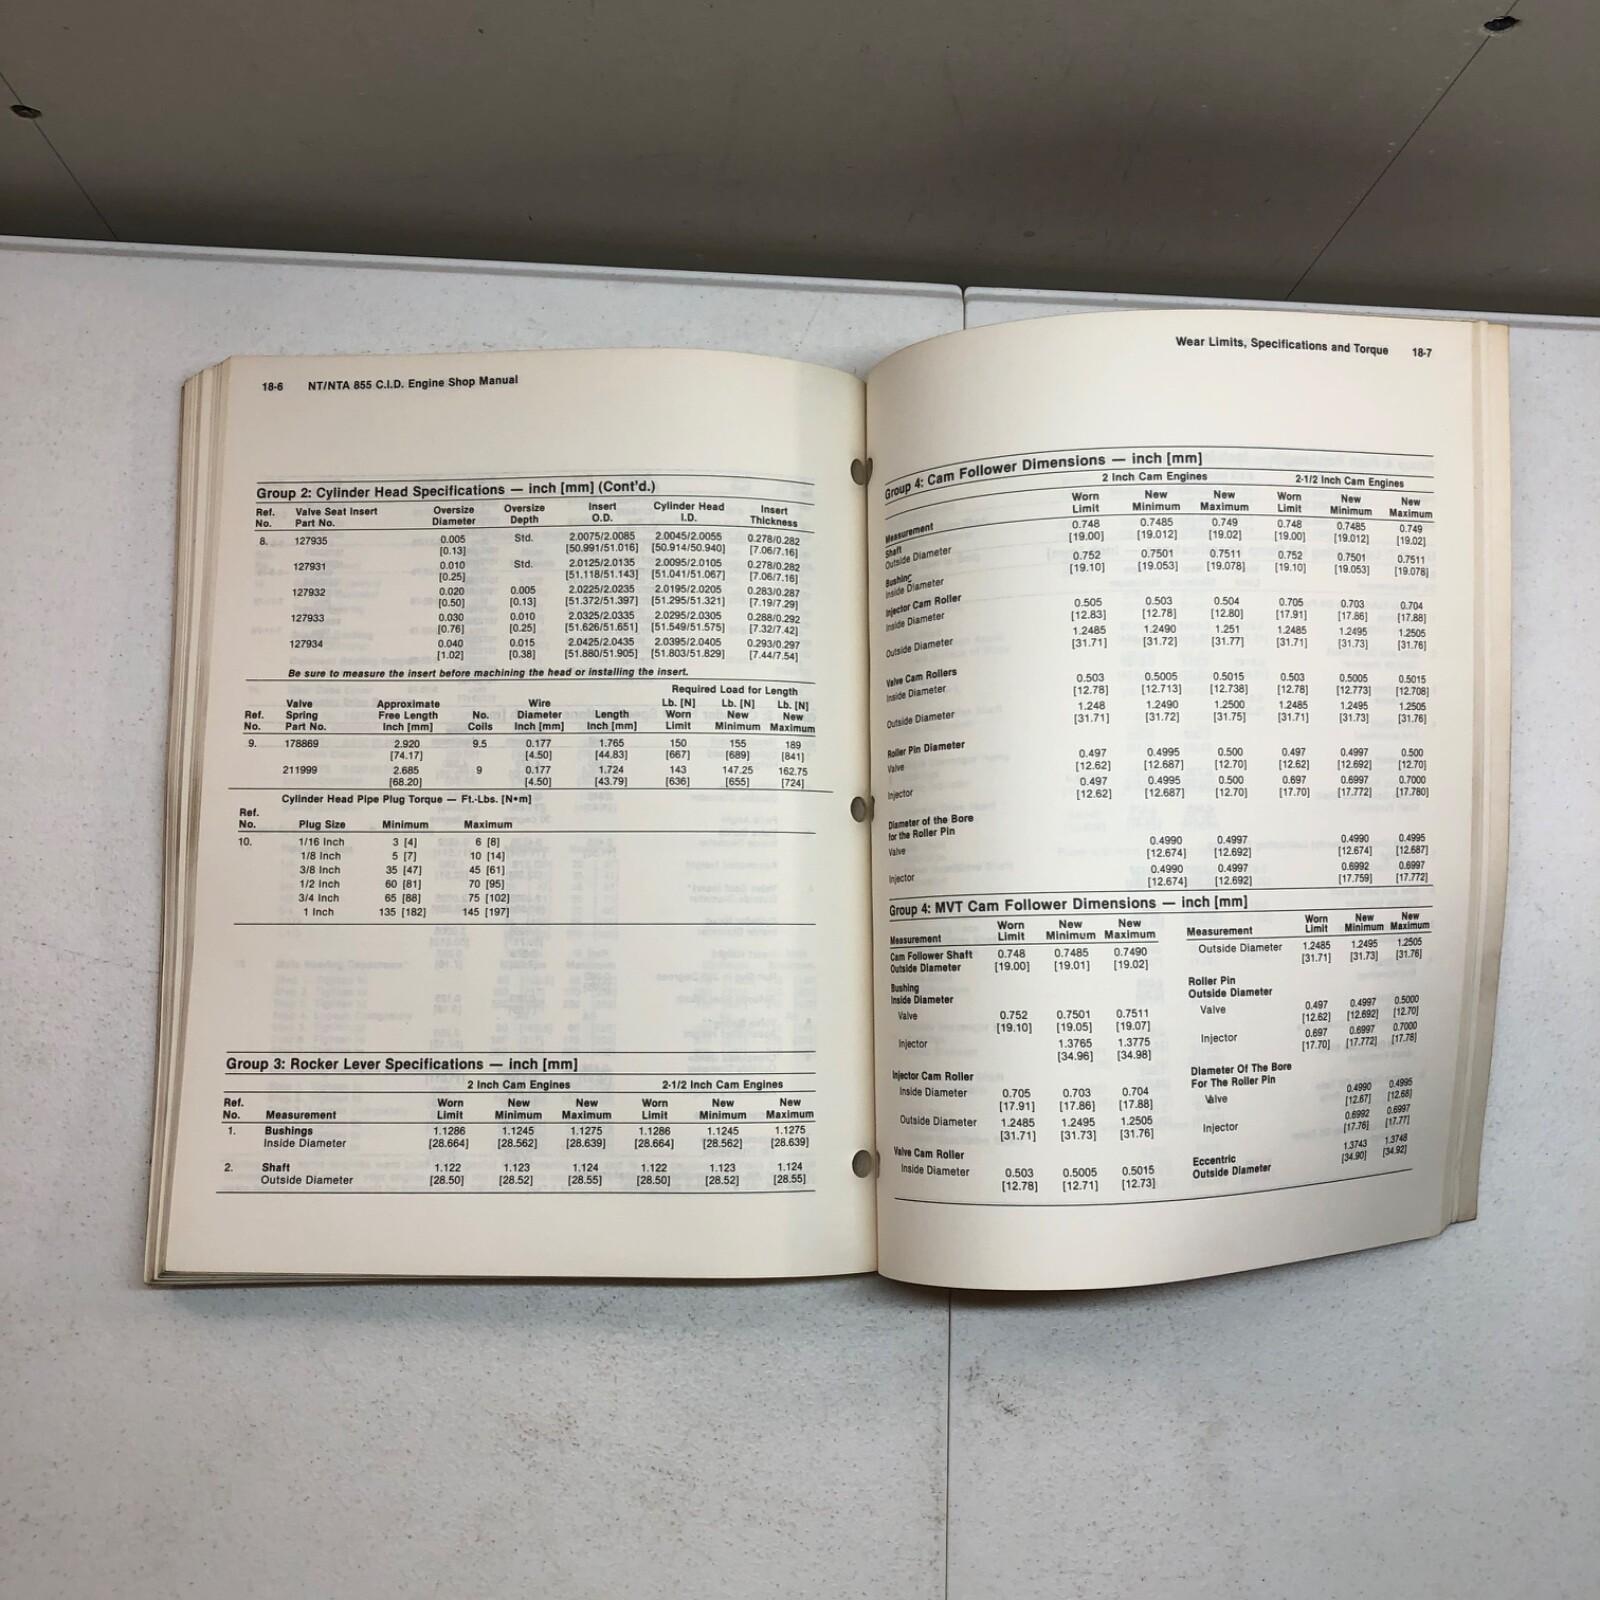 18-6 NT/NTA 855 C.I.D. Engine Shop Manual
Group 2: Cylinder Head Specifications — inch [mm] (Cont'd.)
Ref. Valve Seat Insert Oversize Oversize Insert Cylinder Head Insert
No. Part No. Diameter Depth O.D. I.D. Thickness
8. 127935 0.005 Std. 2.0075/2.0085 2.0045/2.0055 0.278/0.282
[0.13] [50.991/51.016] [50.914/50.940] [7.06/7.16]
127931 0.010 Std. 2.0125/2.0135 2.0095/2.0105 0.278/0.282
[0.25] [51.118/51.143] [51.041/51.067] [7.06/7.16]
127932 0.020 0.005 2.0225/2.0235 2.0195/2.0205 0.283/0.287
[0.50] [0.13] [51.372/51.397] [51.295/51.321] [7.19/7.29]
127933 0.030 0.010 2.0325/2.0335 2.0295/2.0305 0.288/0.292
[0.76] [0.25] [51.626/51.651] [51.549/51.575] [7.32/7.42]
127934 0.040 0.015 2.0425/2.0435 2.0395/2.0405 0.293/0.297
[1.02] [0.38] [51.880/51.905] [51.803/51.829] [7.44/7.54]
Be sure to measure the insert before machining the head or installing the insert.
Required Load for Length
Valve Approximate Wire Lb. [N] Lb. [N] Lb. [N]
Ref. Spring Free Length No. Diameter Length Worn New New
No. Part No. Inch [mm] Coils Inch [mm] Inch [mm] Limit Minimum Maximum
9. 178869 2.920 9.5 0.177 1.765 150 155 189
[74.17] [4.50] [44.83] [667] [689] [841]
211999 2.685 9 0.177 1.724 143 147.25 162.75
[68.20] [4.50] [43.79] [636] [655] [724]
Cylinder Head Pipe Plug Torque — Ft.-Lbs. [N•m]
Ref.
No. Plug Size Minimum Maximum
10. 1/16 Inch 3 [4] 6 [8]
1/8 Inch 5 [7] 10 [14]
3/8 Inch 35 [47] 45 [61]
1/2 Inch 60 [81] 70 [95]
3/4 Inch 65 [88] 75 [102]
1 Inch 135 [182] 145 [197]
Group 3: Rocker Lever Specifications — inch [mm]
2 Inch Cam Engines 2-1/2 Inch Cam Engines
Ref. Worn New New Worn New New
No. Measurement Limit Minimum Maximum Limit Minimum Maximum
1. Bushings 1.1286 1.1245 1.1275 1.1286 1.1245 1.1275
Inside Diameter [28.664] [28.562] [28.639] [28.664] [28.562] [28.639]
2. Shaft 1.122 1.123 1.124 1.122 1.123 1.124
Outside Diameter [28.50] [28.52] [28.55] [28.50] [28.52] [28.55]
Wear Limits, Specifications and Torque 18-7
Group 4: Cam Follower Dimensions — inch [mm]
2 Inch Cam Engines 2-1/2 Inch Cam Engines
Worn New New Worn New New
Measurement Limit Minimum Maximum Limit Minimum Maximum
Shaft 0.748 0.7485 0.749 0.748 0.7485 0.749
Outside Diameter [19.00] [19.012] [19.02] [19.00] [19.012] [19.02]
Bushing 0.752 0.7501 0.7511 0.752 0.7501 0.7511
Inside Diameter [19.10] [19.053] [19.078] [19.10] [19.053] [19.078]
Injector Cam Roller
Inside Diameter 0.505 0.503 0.504 0.705 0.703 0.704
[12.83] [12.78] [12.80] [17.91] [17.86] [17.88]
Outside Diameter 1.2485 1.2490 1.251 1.2485 1.2495 1.2505
[31.71] [31.72] [31.77] [31.71] [31.73] [31.76]
Valve Cam Rollers
Inside Diameter 0.503 0.5005 0.5015 0.503 0.5005 0.5015
[12.78] [12.713] [12.738] [12.78] [12.773] [12.708]
Outside Diameter 1.248 1.2490 1.2500 1.2485 1.2495 1.2505
[31.71] [31.72] [31.75] [31.71] [31.73] [31.76]
Roller Pin Diameter
Valve 0.497 0.4995 0.500 0.497 0.4997 0.500
[12.62] [12.687] [12.70] [12.62] [12.692] [12.70]
Injector 0.497 0.4995 0.500 0.697 0.6997 0.7000
[12.62] [12.687] [12.70] [17.70] [17.772] [17.780]
Diameter of the Bore
for the Roller Pin
Valve 0.4990 0.4997 0.4990 0.4995
[12.674] [12.692] [12.674] [12.687]
Injector 0.4990 0.4997 0.6992 0.6997
[12.674] [12.692] [17.759] [17.772]
Group 4: MVT Cam Follower Dimensions — inch [mm]
Worn New New
Measurement Limit Minimum Maximum
Cam Follower Shaft 0.748 0.7485 0.7490
Outside Diameter [19.00] [19.01] [19.02]
Bushing
Inside Diameter
Valve 0.752 0.7501 0.7511
[19.10] [19.05] [19.07]
Injector 1.3765 1.3775
[34.96] [34.98]
Injector Cam Roller
Inside Diameter 0.705 0.703 0.704
[17.91] [17.86] [17.88]
Outside Diameter 1.2485 1.2495 1.2505
[31.71] [31.73] [31.76]
Valve Cam Roller
Inside Diameter 0.503 0.5005 0.5015
[12.78] [12.71] [12.73]
Worn New New
Measurement Limit Minimum Maximum
Outside Diameter 1.2485 1.2495 1.2505
[31.71] [31.73] [31.76]
Roller Pin
Outside Diameter
Valve 0.497 0.4997 0.5000
[12.62] [12.692] [12.70]
Injector 0.697 0.6997 0.7000
[17.70] [17.772] [17.78]
Diameter Of The Bore
For The Roller Pin
Valve 0.4990 0.4995
[12.67] [12.68]
Injector 0.6992 0.6997
[17.76] [17.77]
Eccentric 1.3743 1.3748
Outside Diameter [34.90] [34.92]